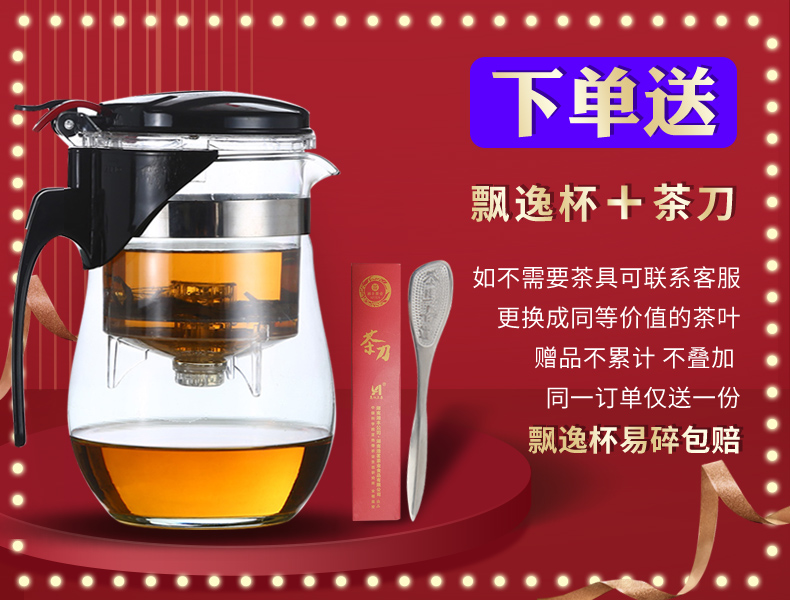 下单送
飘逸杯+茶刀
如不需要茶具可联系客服
更换成同等价值的茶叶
赠品不累计 不叠加
同一订单仅送一份
飘逸杯易碎包赔
茶刀